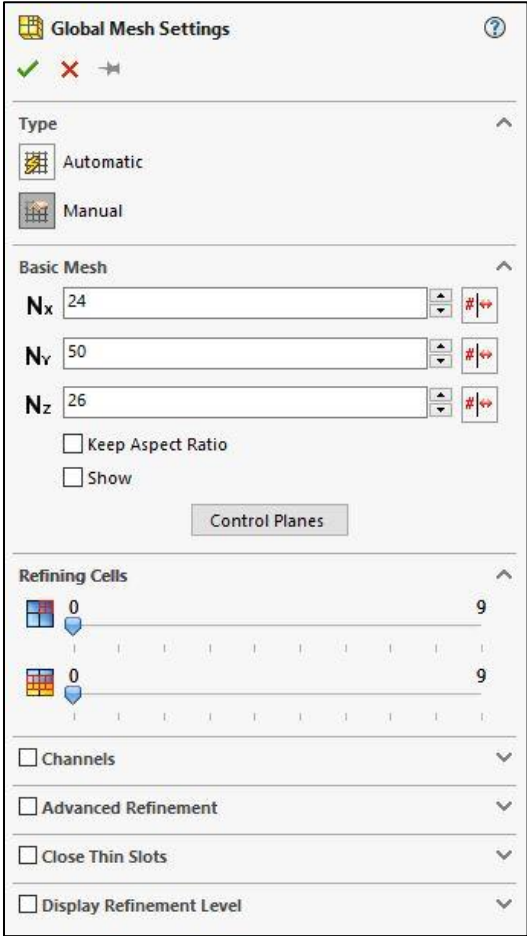 Global Mesh Settings
Type
Automatic
Manual
Basic Mesh
Nx 24
NY 50
Nz 26
Keep Aspect Ratio
Show
Control Planes
Refining Cells
0 9
0 9
Channels
Advanced Refinement
Close Thin Slots
Display Refinement Level